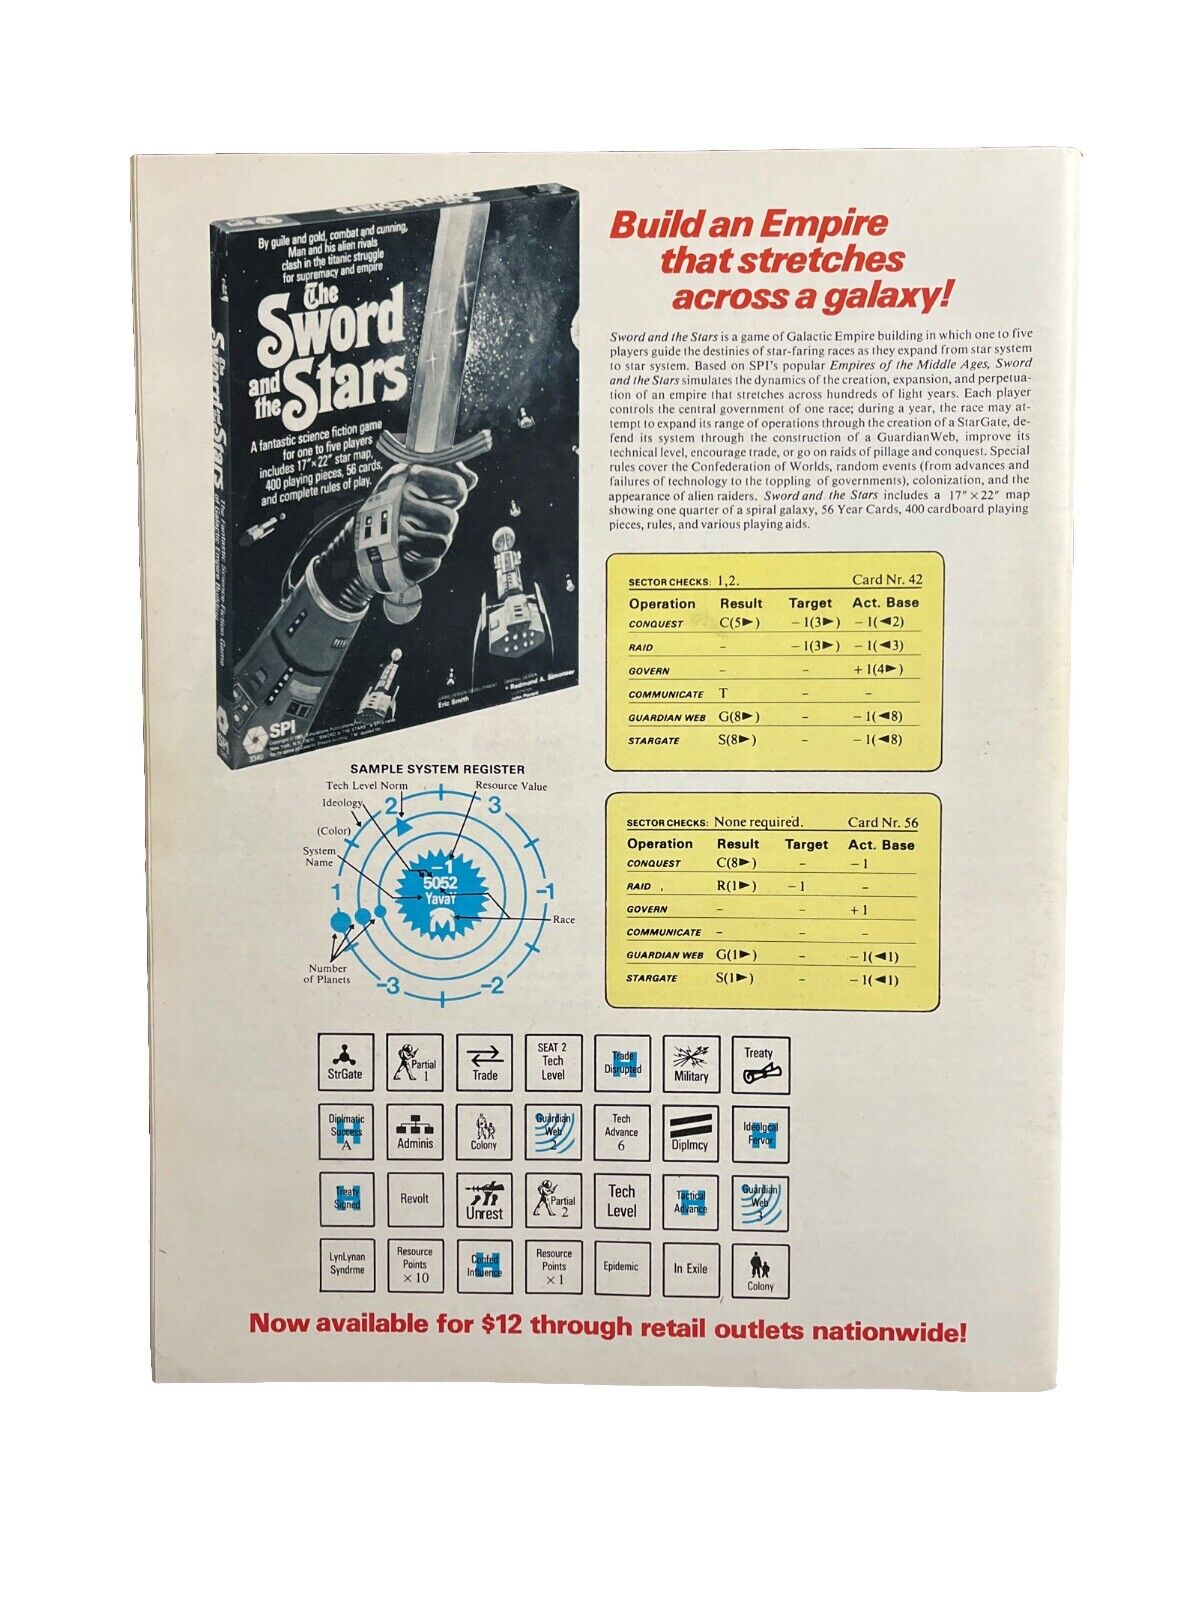 By guile and gold, combat and cunning,
Man and his alien rivals
clash in the titanic struggle
for supremacy and empire
The
Sword
and the
Stars
A fantastic science fiction game
for one to five players
includes 17"×22" star map,
400 playing pieces, 56 cards,
and complete rules of play.
Eric Smith
Redmond A. Simonsen
SPI
3340
The Sword and the Stars
Build an Empire
that stretches
across a galaxy!
Sword and the Stars is a game of Galactic Empire building in which one to five
players guide the destinies of star-faring races as they expand from star system
to star system. Based on SPI's popular Empires of the Middle Ages, Sword
and the Stars simulates the dynamics of the creation, expansion, and perpetua-
tion of an empire that stretches across hundreds of light years. Each player
controls the central government of one race; during a year, the race may at-
tempt to expand its range of operations through the creation of a StarGate, de-
fend its system through the construction of a GuardianWeb, improve its
technical level, encourage trade, or go on raids of pillage and conquest. Special
rules cover the Confederation of Worlds, random events (from advances and
failures of technology to the toppling of governments), colonization, and the
appearance of alien raiders. Sword and the Stars includes a 17" × 22" map
showing one quarter of a spiral galaxy, 56 Year Cards, 400 cardboard playing
pieces, rules, and various playing aids.
SECTOR CHECKS: 1,2. Card Nr. 42
Operation Result Target Act. Base
CONQUEST C(5►) −1(3►) −1(◄2)
RAID – −1(3►) −1(◄3)
GOVERN – – +1(4►)
COMMUNICATE T – –
GUARDIAN WEB G(8►) – −1(◄8)
STARGATE S(8►) – −1(◄8)
SECTOR CHECKS: None required. Card Nr. 56
Operation Result Target Act. Base
CONQUEST C(8►) – −1
RAID R(1►) −1 –
GOVERN – – +1
COMMUNICATE – – –
GUARDIAN WEB G(1►) – −1(◄1)
STARGATE S(1►) – −1(◄1)
SAMPLE SYSTEM REGISTER
Tech Level Norm
Resource Value
Ideology
(Color)
System
Name
2
3
−1
5052
Yavaÿ
1
-1
Race
Number
of Planets
-3
-2
StrGate
Partial
1
Trade
SEAT 2
Tech
Level
Trade
Disrupted
H
Military
Treaty
Diplmatic
Success
A
H
Adminis
Colony
Guardian
Web
2
Tech
Advance
6
Diplmcy
Ideolgcal
Fervor
H
Treaty
Signed
H
Revolt
Unrest
Partial
2
Tech
Level
Tactical
Advance
H
Guardian
Web
3
LynLynan
Syndrme
Resource
Points
× 10
Confed
Influence
H
Resource
Points
× 1
Epidemic
In Exile
Colony
Now available for $12 through retail outlets nationwide!